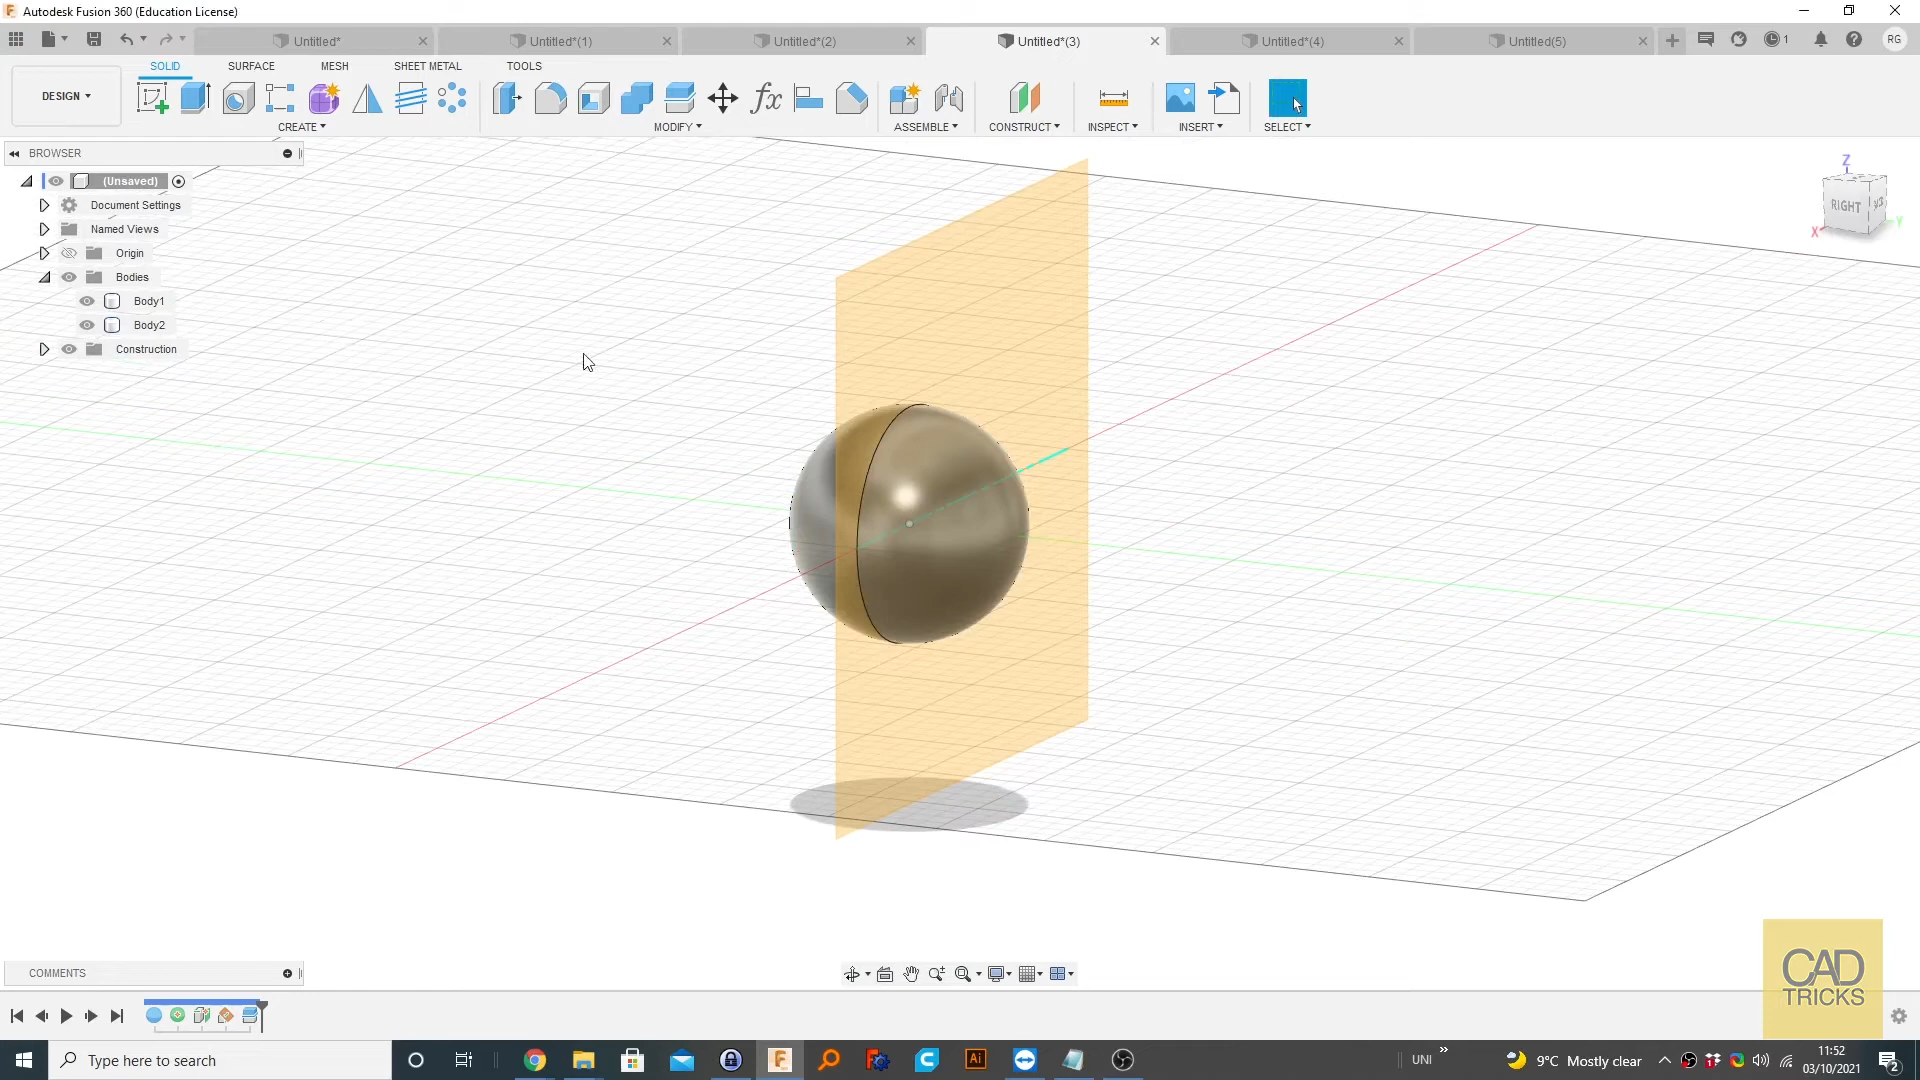 Autodesk Fusion 360 (Education License)
Untitled*
Untitled*(1)
Untitled*(2)
Untitled*(3)
Untitled*(4)
Untitled(5)
1
RG
DESIGN
SOLID
SURFACE
MESH
SHEET METAL
TOOLS
CREATE
MODIFY
ASSEMBLE
CONSTRUCT
INSPECT
INSERT
SELECT
BROWSER
(Unsaved)
Document Settings
Named Views
Origin
Bodies
Body1
Body2
Construction
Z
RIGHT
X
Y
COMMENTS
CAD
TRICKS
Type here to search
UNI
9°C Mostly clear
11:52
03/10/2021
2